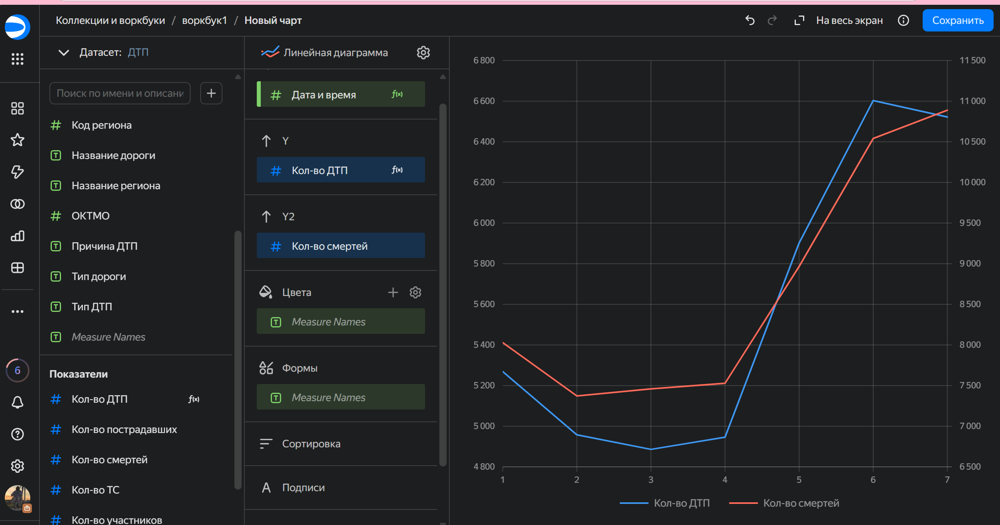 Коллекции и воркбуки / воркбук1 / Новый чарт
На весь экран
Сохранить
Датасет: ДТП
Поиск по имени и описани
Код региона
Название дороги
Название региона
ОКТМО
Причина ДТП
Тип дороги
Тип ДТП
Measure Names
Показатели
Кол-во ДТП
Кол-во пострадавших
Кол-во смертей
Кол-во ТС
Кол-во участников
6
Линейная диаграмма
Дата и время
Y
Кол-во ДТП
Y2
Кол-во смертей
Цвета
Measure Names
Формы
Measure Names
Сортировка
Подписи
6 800
6 600
6 400
6 200
6 000
5 800
5 600
5 400
5 200
5 000
4 800
11 500
11 000
10 500
10 000
9 500
9 000
8 500
8 000
7 500
7 000
6 500
1 2 3 4 5 6 7
Кол-во ДТП Кол-во смертей